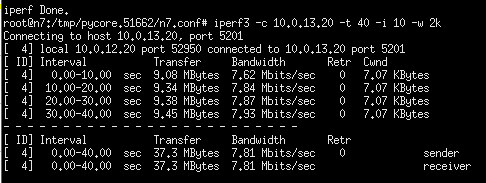 iperf Done.
root@n7:/tmp/pycore.51662/n7.conf# iperf3 -c 10.0.13.20 -t 40 -i 10 -w 2k
Connecting to host 10.0.13.20, port 5201
[  4] local 10.0.12.20 port 52950 connected to 10.0.13.20 port 5201
[ ID] Interval           Transfer     Bandwidth       Retr  Cwnd
[  4]   0.00-10.00  sec  9.08 MBytes  7.62 Mbits/sec    0   7.07 KBytes
[  4]  10.00-20.00  sec  9.34 MBytes  7.84 Mbits/sec    0   7.07 KBytes
[  4]  20.00-30.00  sec  9.38 MBytes  7.87 Mbits/sec    0   7.07 KBytes
[  4]  30.00-40.00  sec  9.45 MBytes  7.93 Mbits/sec    0   7.07 KBytes
- - - - - - - - - - - - - - - - - - - - - - - - -
[ ID] Interval           Transfer     Bandwidth       Retr
[  4]   0.00-40.00  sec  37.3 MBytes  7.81 Mbits/sec    0             sender
[  4]   0.00-40.00  sec  37.3 MBytes  7.81 Mbits/sec                  receiver